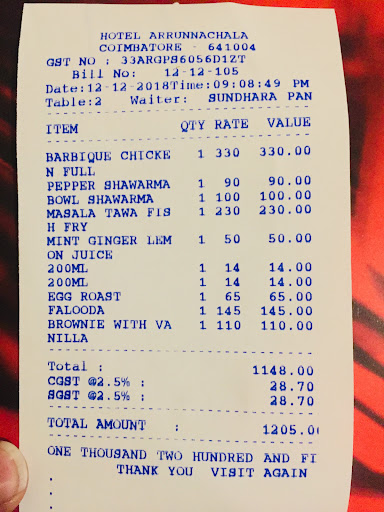 HOTEL ARRUNNACHALA
COIMBATORE - 641004
GST NO : 33ARGPS6056D1ZT
Bill No: 12-12-105
Date:12-12-2018Time:09:08:49 PM
Table:2 Waiter: SUNDHARA PAN
ITEM QTY RATE VALUE
BARBIQUE CHICKE 1 330 330.00
N FULL
PEPPER SHAWARMA 1 90 90.00
BOWL SHAWARMA 1 100 100.00
MASALA TAWA FIS 1 230 230.00
H FRY
MINT GINGER LEM 1 50 50.00
ON JUICE
200ML 1 14 14.00
200ML 1 14 14.00
EGG ROAST 1 65 65.00
FALOODA 1 145 145.00
BROWNIE WITH VA 1 110 110.00
NILLA
Total : 1148.00
CGST @2.5% : 28.70
SGST @2.5% : 28.70
TOTAL AMOUNT : 1205.0
ONE THOUSAND TWO HUNDRED AND FI
THANK YOU VISIT AGAIN